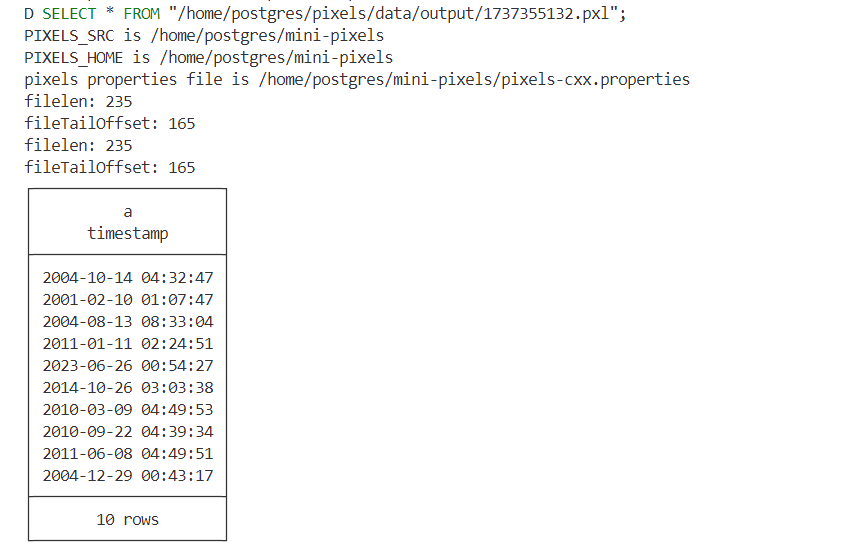 D SELECT * FROM "/home/postgres/pixels/data/output/1737355132.pxl";
PIXELS_SRC is /home/postgres/mini-pixels
PIXELS_HOME is /home/postgres/mini-pixels
pixels properties file is /home/postgres/mini-pixels/pixels-cxx.properties
filelen: 235
fileTailOffset: 165
filelen: 235
fileTailOffset: 165
a
timestamp
2004-10-14 04:32:47
2001-02-10 01:07:47
2004-08-13 08:33:04
2011-01-11 02:24:51
2023-06-26 00:54:27
2014-10-26 03:03:38
2010-03-09 04:49:53
2010-09-22 04:39:34
2011-06-08 04:49:51
2004-12-29 00:43:17
10 rows